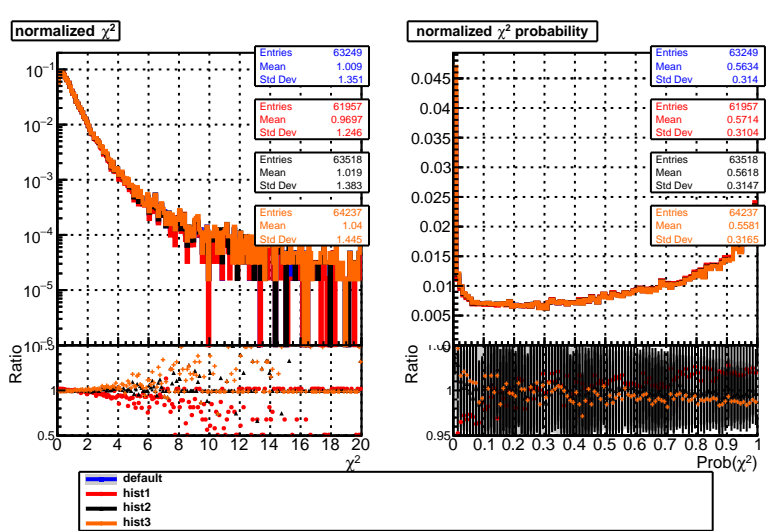 normalized χ²
Entries 63249
Mean 1.009
Std Dev 1.351
Entries 61957
Mean 0.9697
Std Dev 1.246
Entries 63518
Mean 1.019
Std Dev 1.383
Entries 64237
Mean 1.04
Std Dev 1.445
10⁻¹
10⁻²
10⁻³
10⁻⁴
10⁻⁵
Ratio
1
0.5
0 2 4 6 8 10 12 14 16 18 20
χ²
normalized χ² probability
Entries 63249
Mean 0.5634
Std Dev 0.314
Entries 61957
Mean 0.5714
Std Dev 0.3104
Entries 63518
Mean 0.5618
Std Dev 0.3147
Entries 64237
Mean 0.5581
Std Dev 0.3165
0.045
0.04
0.035
0.03
0.025
0.02
0.015
0.01
0.005
Ratio
1
0.95
0 0.1 0.2 0.3 0.4 0.5 0.6 0.7 0.8 0.9 1
Prob(χ²)
default
hist1
hist2
hist3